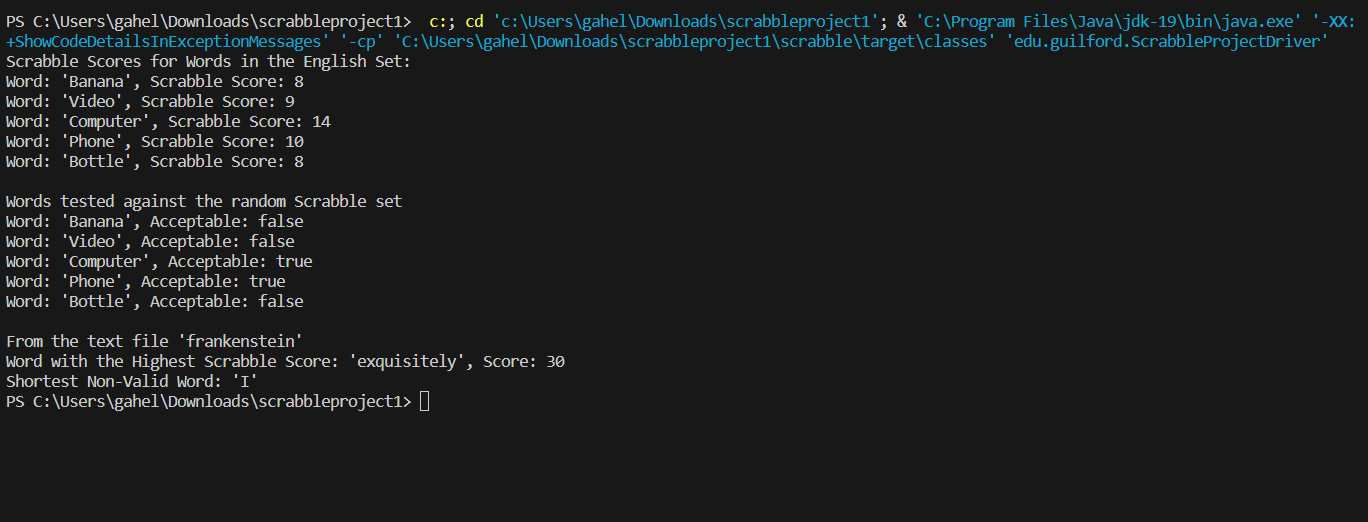 PS C:\Users\gahel\Downloads\scrabbleproject1>  c:; cd 'c:\Users\gahel\Downloads\scrabbleproject1'; & 'C:\Program Files\Java\jdk-19\bin\java.exe' '-XX:
+ShowCodeDetailsInExceptionMessages' '-cp' 'C:\Users\gahel\Downloads\scrabbleproject1\scrabble\target\classes' 'edu.guilford.ScrabbleProjectDriver'
Scrabble Scores for Words in the English Set:
Word: 'Banana', Scrabble Score: 8
Word: 'Video', Scrabble Score: 9
Word: 'Computer', Scrabble Score: 14
Word: 'Phone', Scrabble Score: 10
Word: 'Bottle', Scrabble Score: 8

Words tested against the random Scrabble set
Word: 'Banana', Acceptable: false
Word: 'Video', Acceptable: false
Word: 'Computer', Acceptable: true
Word: 'Phone', Acceptable: true
Word: 'Bottle', Acceptable: false

From the text file 'frankenstein'
Word with the Highest Scrabble Score: 'exquisitely', Score: 30
Shortest Non-Valid Word: 'I'
PS C:\Users\gahel\Downloads\scrabbleproject1>